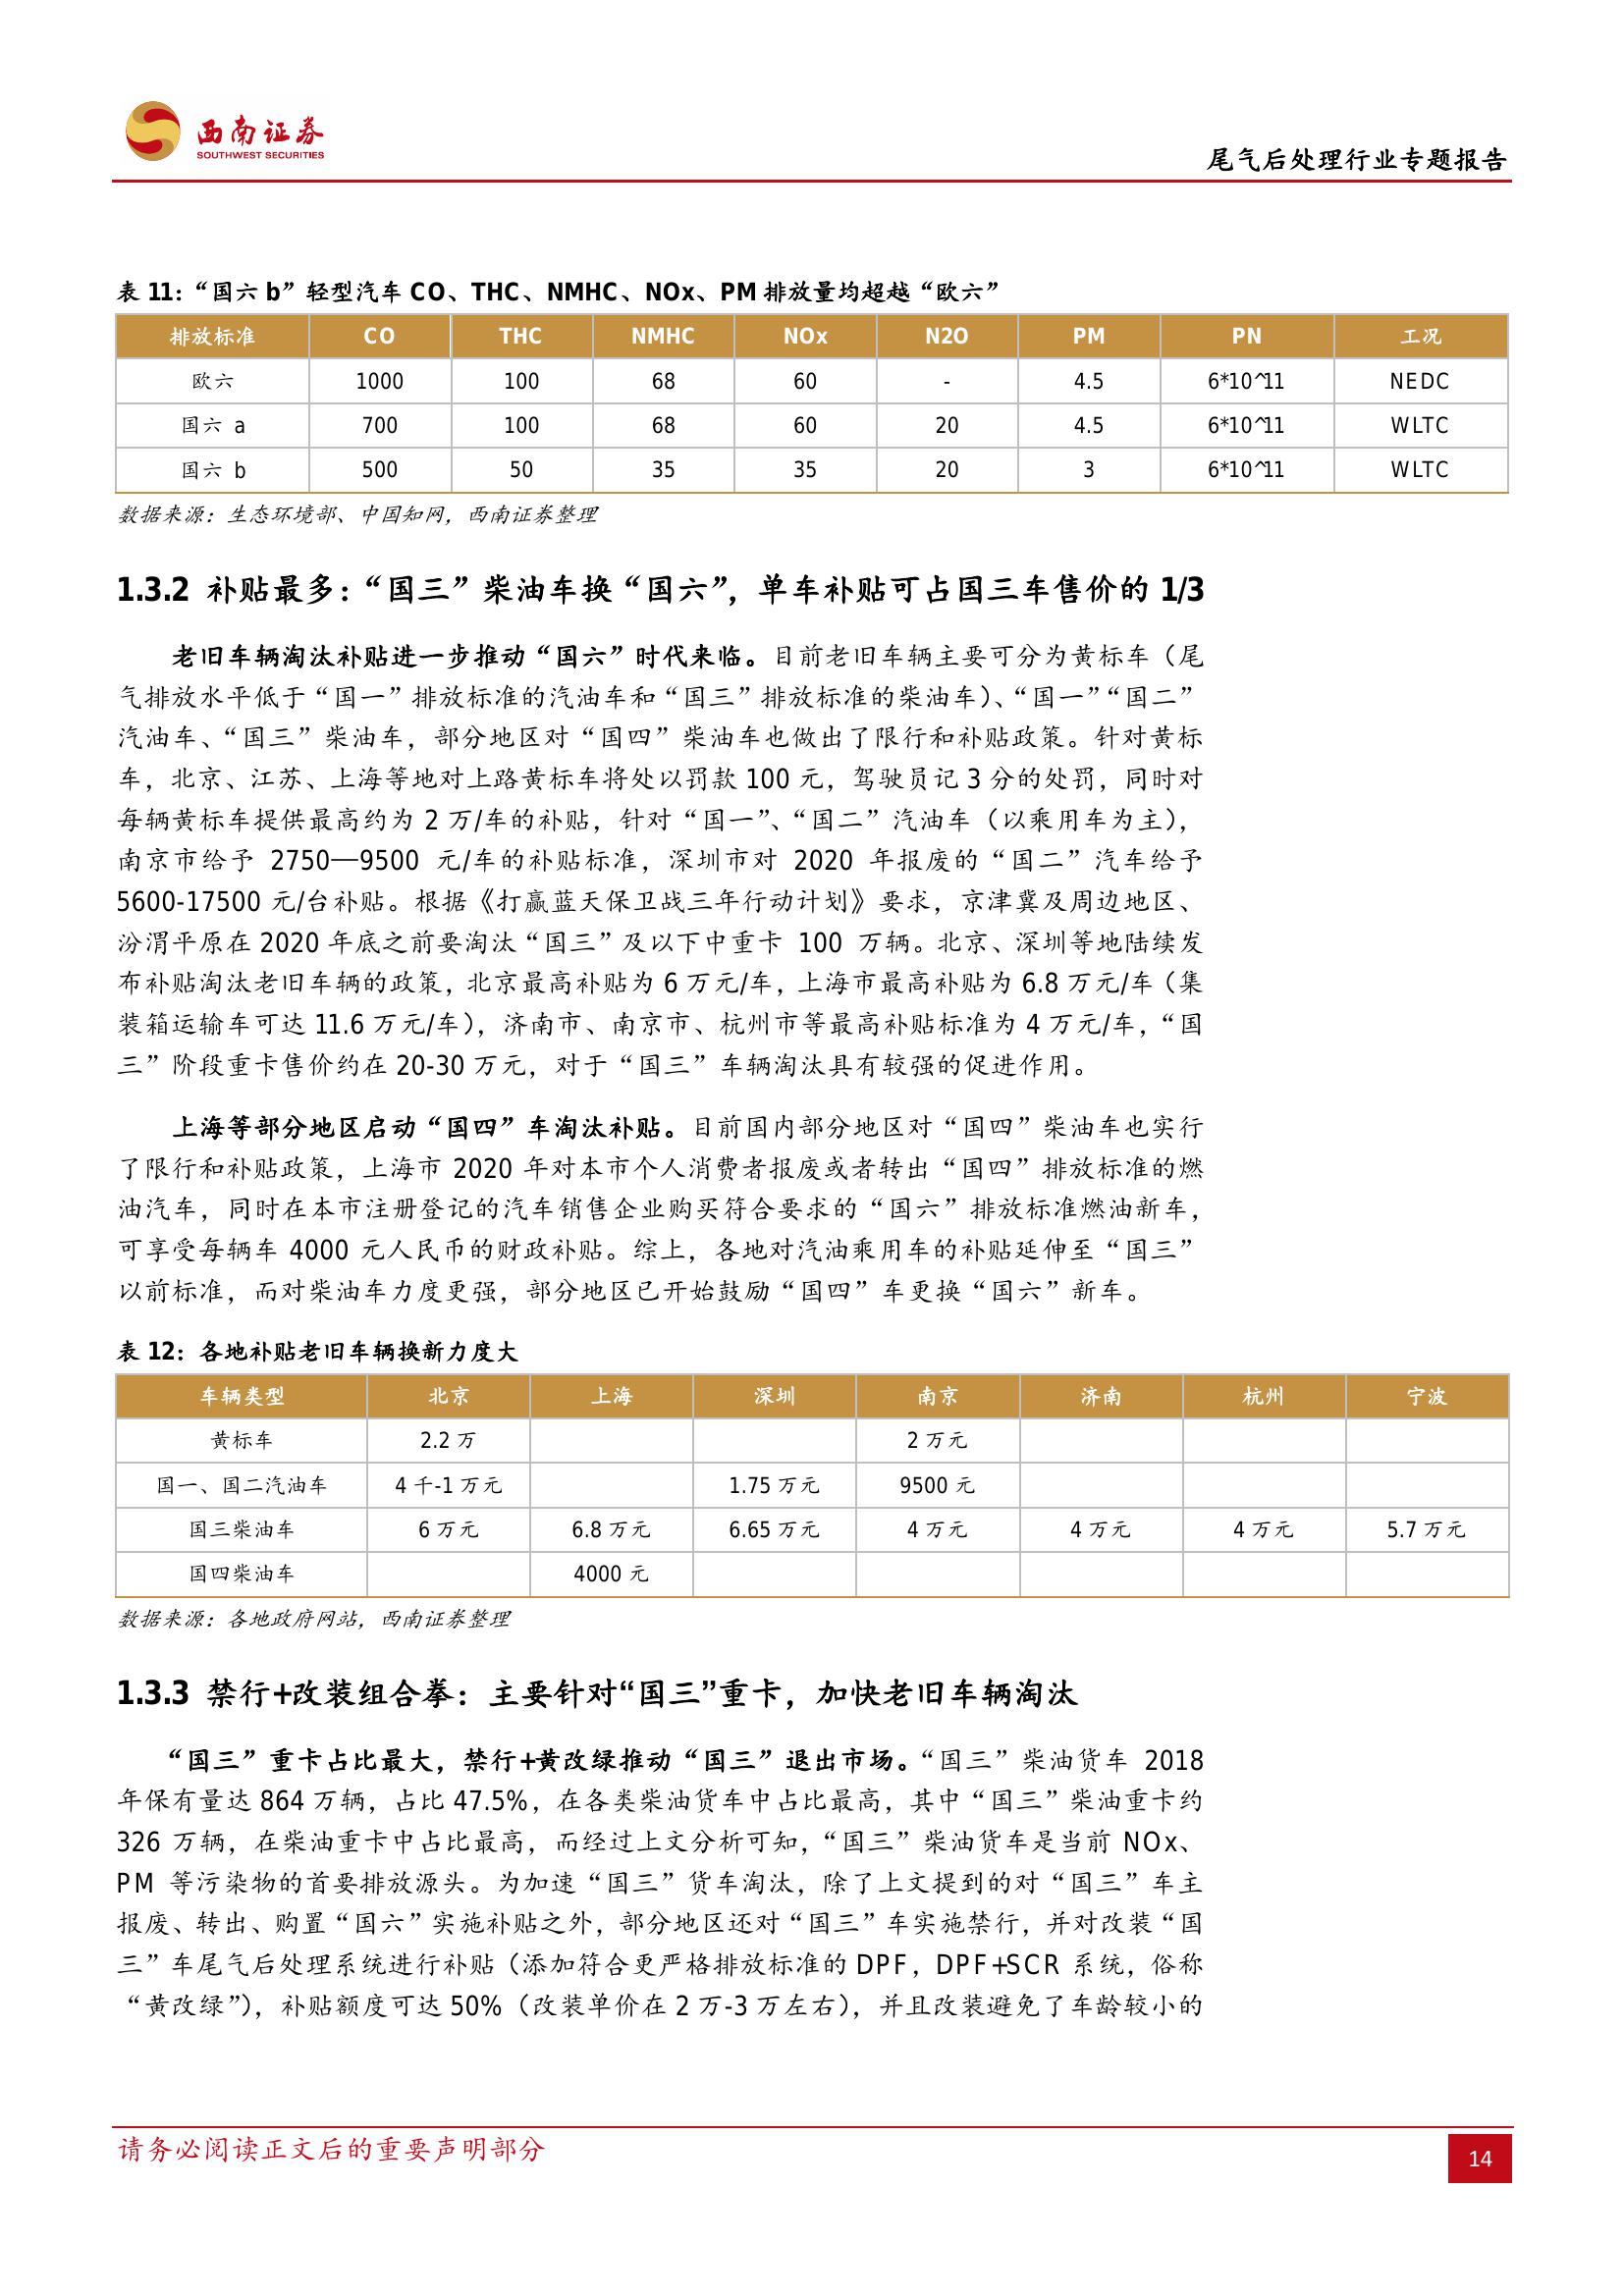 西南证券
SOUTHWEST SECURITIES
尾气后处理行业专题报告
表 11：“国六 b”轻型汽车 CO、THC、NMHC、NOx、PM 排放量均超越“欧六”
排放标准 CO THC NMHC NOx N2O PM PN 工况
欧六 1000 100 68 60 - 4.5 6*10^11 NEDC
国六 a 700 100 68 60 20 4.5 6*10^11 WLTC
国六 b 500 50 35 35 20 3 6*10^11 WLTC
数据来源：生态环境部、中国知网，西南证券整理
1.3.2 补贴最多：“国三”柴油车换“国六”，单车补贴可占国三车售价的 1/3
老旧车辆淘汰补贴进一步推动“国六”时代来临。目前老旧车辆主要可分为黄标车（尾
气排放水平低于“国一”排放标准的汽油车和“国三”排放标准的柴油车）、“国一”“国二”
汽油车、“国三”柴油车，部分地区对“国四”柴油车也做出了限行和补贴政策。针对黄标
车，北京、江苏、上海等地对上路黄标车将处以罚款 100 元，驾驶员记 3 分的处罚，同时对
每辆黄标车提供最高约为 2 万/车的补贴，针对“国一”、“国二”汽油车（以乘用车为主），
南京市给予 2750—9500 元/车的补贴标准，深圳市对 2020 年报废的“国二”汽车给予
5600-17500 元/台补贴。根据《打赢蓝天保卫战三年行动计划》要求，京津冀及周边地区、
汾渭平原在 2020 年底之前要淘汰“国三”及以下中重卡 100 万辆。北京、深圳等地陆续发
布补贴淘汰老旧车辆的政策，北京最高补贴为 6 万元/车，上海市最高补贴为 6.8 万元/车（集
装箱运输车可达 11.6 万元/车），济南市、南京市、杭州市等最高补贴标准为 4 万元/车，“国
三”阶段重卡售价约在 20-30 万元，对于“国三”车辆淘汰具有较强的促进作用。
上海等部分地区启动“国四”车淘汰补贴。目前国内部分地区对“国四”柴油车也实行
了限行和补贴政策，上海市 2020 年对本市个人消费者报废或者转出“国四”排放标准的燃
油汽车，同时在本市注册登记的汽车销售企业购买符合要求的“国六”排放标准燃油新车，
可享受每辆车 4000 元人民币的财政补贴。综上，各地对汽油乘用车的补贴延伸至“国三”
以前标准，而对柴油车力度更强，部分地区已开始鼓励“国四”车更换“国六”新车。
表 12：各地补贴老旧车辆换新力度大
车辆类型 北京 上海 深圳 南京 济南 杭州 宁波
黄标车 2.2 万 2 万元
国一、国二汽油车 4 千-1 万元 1.75 万元 9500 元
国三柴油车 6 万元 6.8 万元 6.65 万元 4 万元 4 万元 4 万元 5.7 万元
国四柴油车 4000 元
数据来源：各地政府网站，西南证券整理
1.3.3 禁行+改装组合拳：主要针对“国三”重卡，加快老旧车辆淘汰
“国三”重卡占比最大，禁行+黄改绿推动“国三”退出市场。“国三”柴油货车 2018
年保有量达 864 万辆，占比 47.5%，在各类柴油货车中占比最高，其中“国三”柴油重卡约
326 万辆，在柴油重卡中占比最高，而经过上文分析可知，“国三”柴油货车是当前 NOx、
PM 等污染物的首要排放源头。为加速“国三”货车淘汰，除了上文提到的对“国三”车主
报废、转出、购置“国六”实施补贴之外，部分地区还对“国三”车实施禁行，并对改装“国
三”车尾气后处理系统进行补贴（添加符合更严格排放标准的 DPF，DPF+SCR 系统，俗称
“黄改绿”），补贴额度可达 50%（改装单价在 2 万-3 万左右），并且改装避免了车龄较小的
请务必阅读正文后的重要声明部分
14